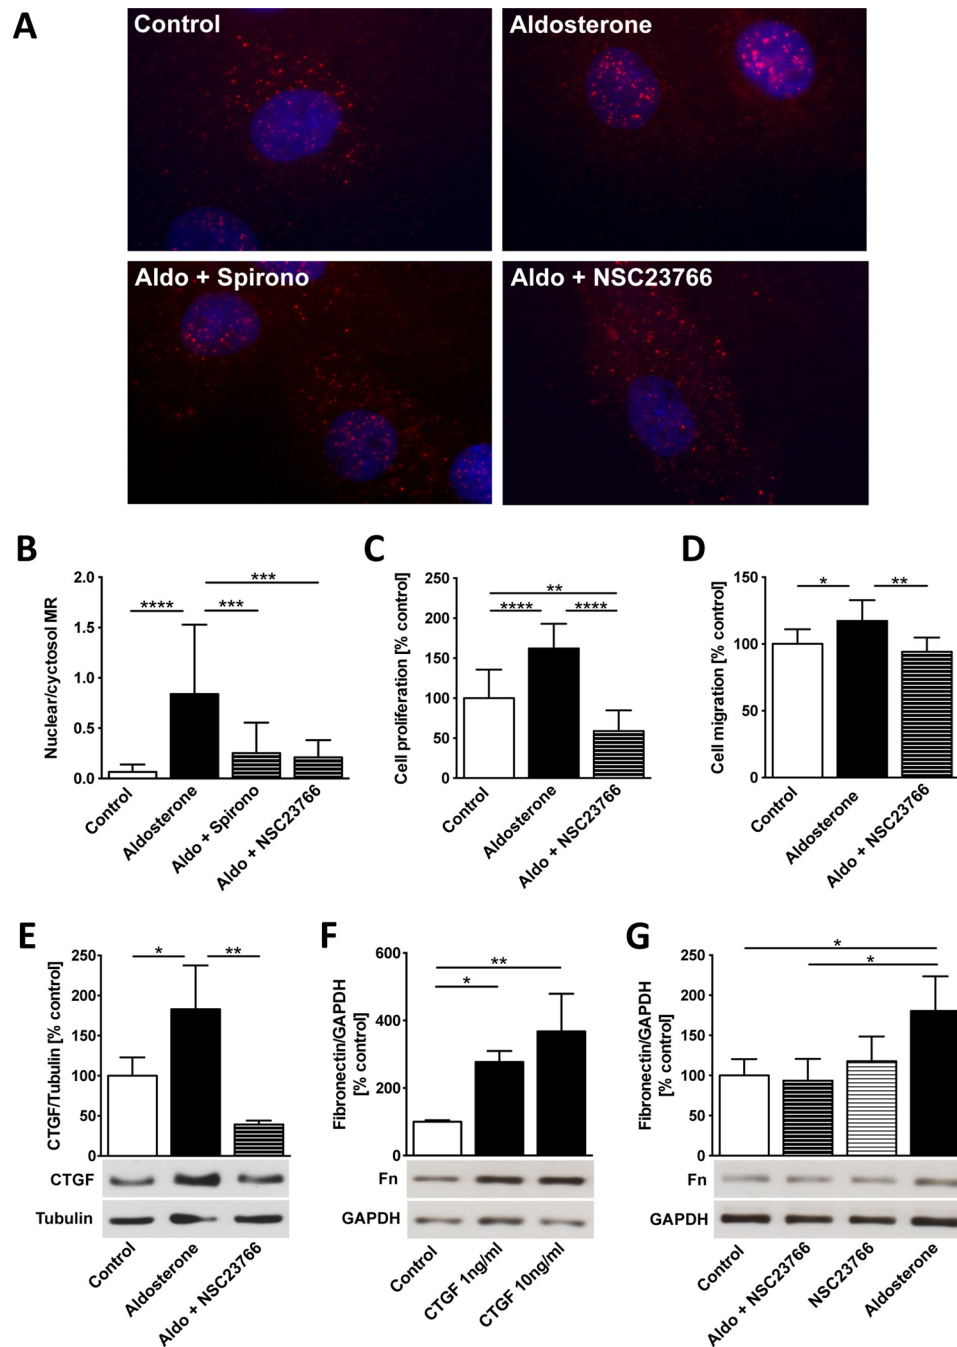 A
Control
Aldosterone
Aldo + Spirono
Aldo + NSC23766
B
Nuclear/cyctosol MR
2.0
1.5
1.0
0.5
0.0
****
***
***
Control
Aldosterone
Aldo + Spirono
Aldo + NSC23766
C
Cell proliferation [% control]
250
200
150
100
50
0
**
****
****
Control
Aldosterone
Aldo + NSC23766
D
Cell migration [% control]
150
100
50
0
*
**
Control
Aldosterone
Aldo + NSC23766
E
CTGF/Tubulin [% control]
250
200
150
100
50
0
*
**
CTGF
Tubulin
Control
Aldosterone
Aldo + NSC23766
F
Fibronectin/GAPDH
[% control]
600
400
200
0
**
*
Fn
GAPDH
Control
CTGF 1ng/ml
CTGF 10ng/ml
G
Fibronectin/GAPDH
[% control]
250
200
150
100
50
0
*
*
Fn
GAPDH
Control
Aldo + NSC23766
NSC23766
Aldosterone